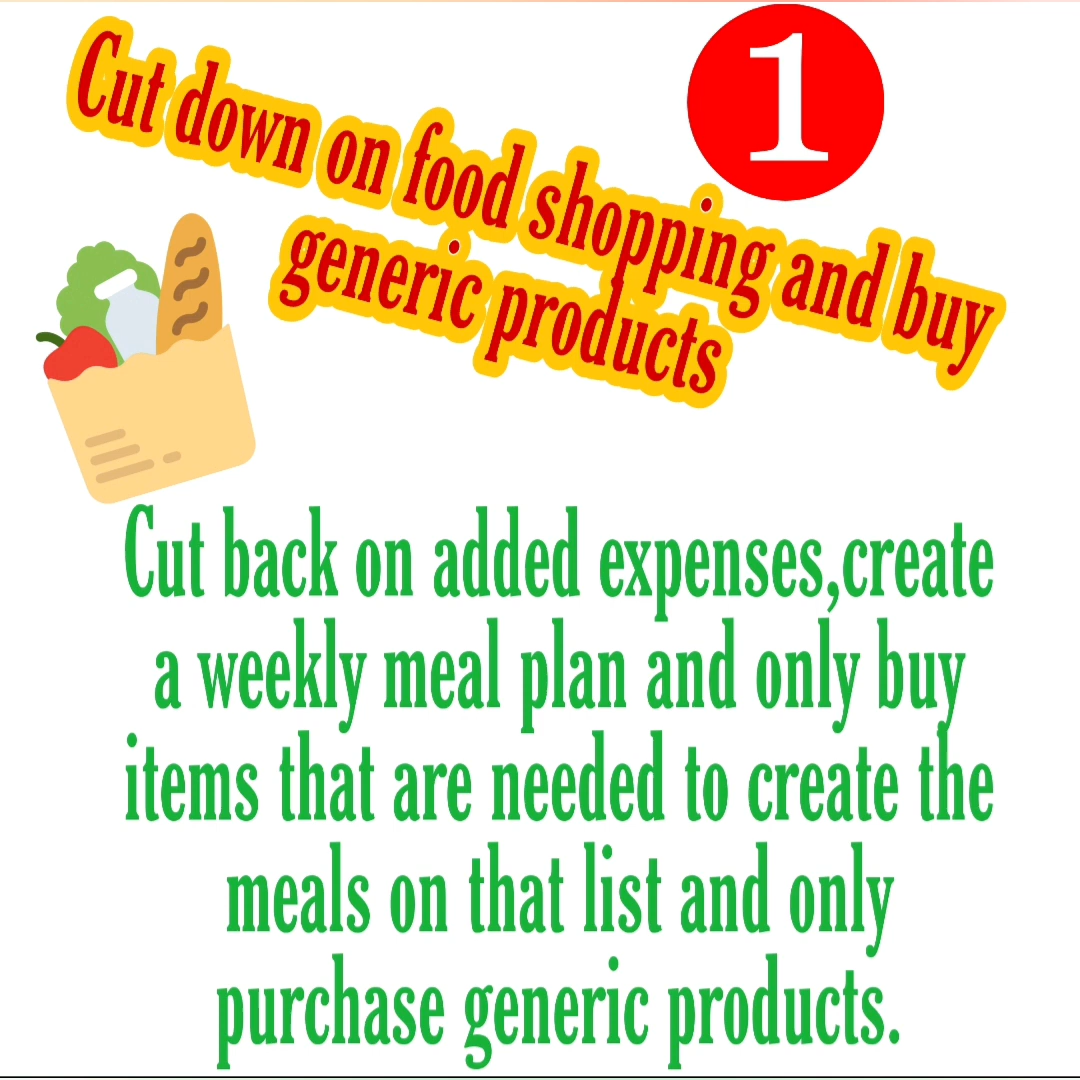 1
Cut down on food shopping and buy
generic products
Cut back on added expenses,create
a weekly meal plan and only buy
items that are needed to create the
meals on that list and only
purchase generic products.